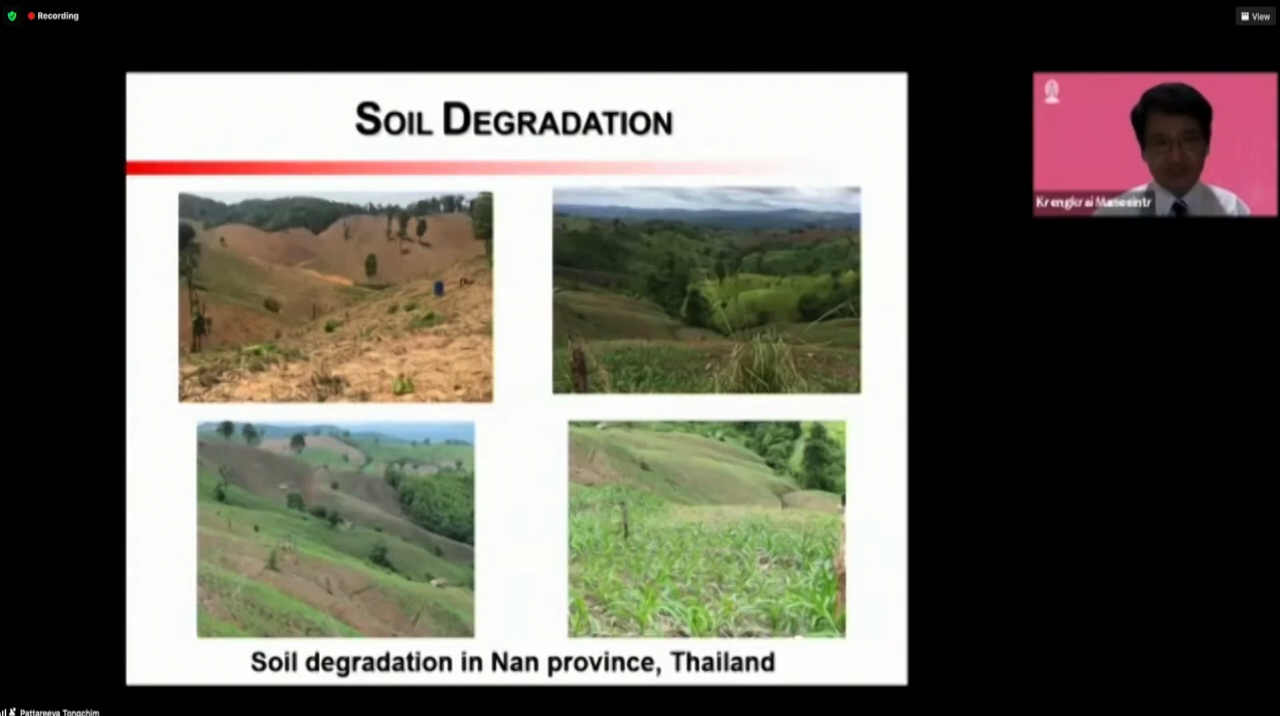 Recording
View
SOIL DEGRADATION
Krengkrai Maneeintr
Soil degradation in Nan province, Thailand
Pattareeya Tongchim